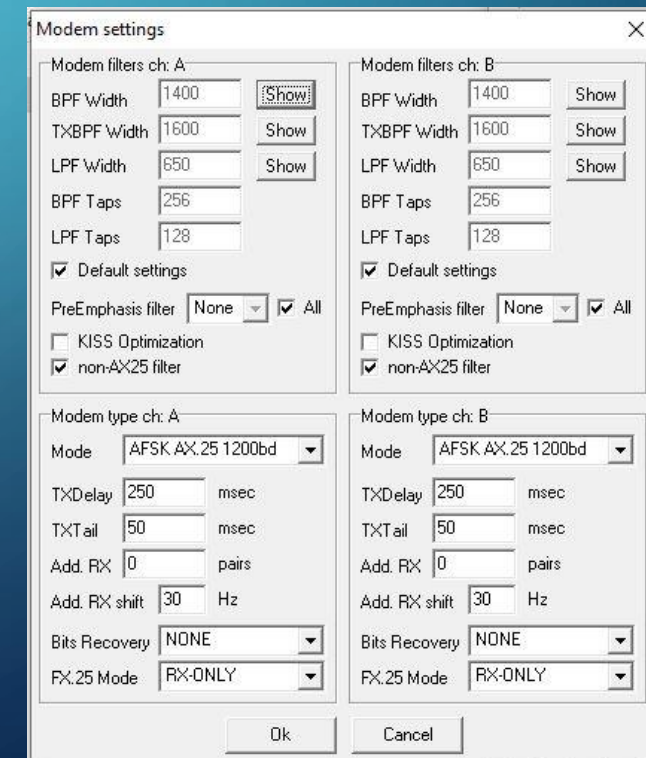 Modem settings
Modem filters ch: A
BPF Width 1400 Show
TXBPF Width 1600 Show
LPF Width 650 Show
BPF Taps 256
LPF Taps 128
Default settings
PreEmphasis filter None All
KISS Optimization
non-AX25 filter
Modem filters ch: B
BPF Width 1400 Show
TXBPF Width 1600 Show
LPF Width 650 Show
BPF Taps 256
LPF Taps 128
Default settings
PreEmphasis filter None All
KISS Optimization
non-AX25 filter
Modem type ch: A
Mode AFSK AX.25 1200bd
TXDelay 250 msec
TXTail 50 msec
Add. RX 0 pairs
Add. RX shift 30 Hz
Bits Recovery NONE
FX.25 Mode RX-ONLY
Modem type ch: B
Mode AFSK AX.25 1200bd
TXDelay 250 msec
TXTail 50 msec
Add. RX 0 pairs
Add. RX shift 30 Hz
Bits Recovery NONE
FX.25 Mode RX-ONLY
Ok Cancel